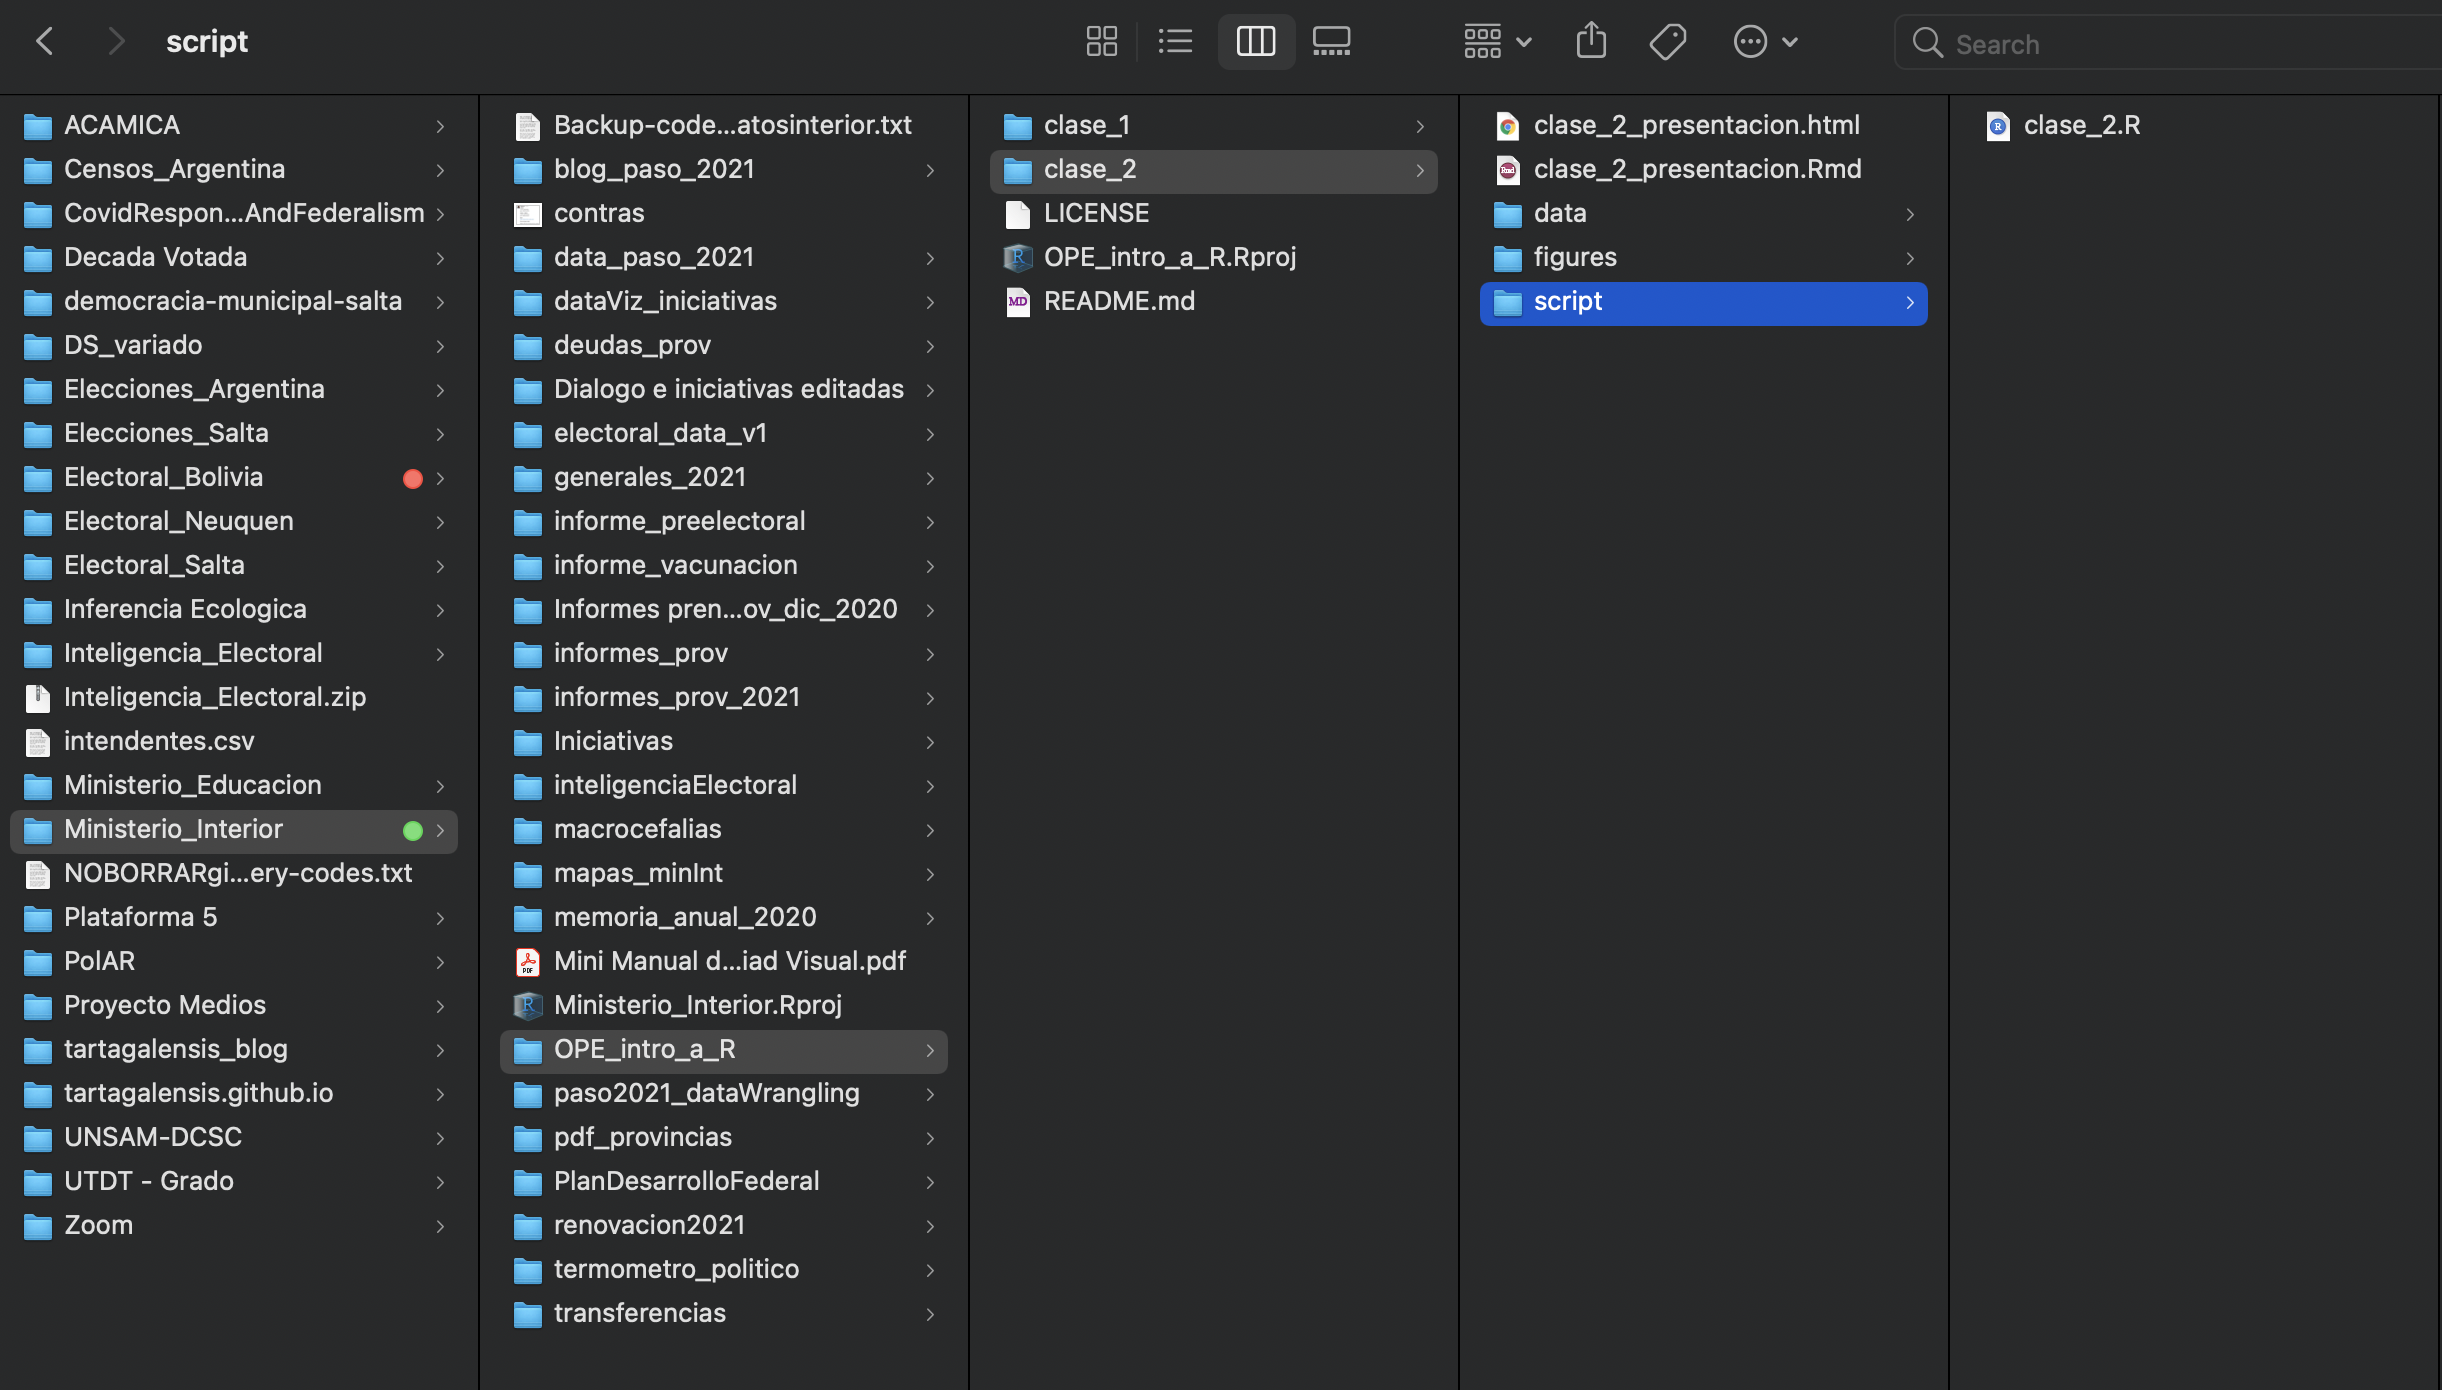 script
Search
ACAMICA
Censos_Argentina
CovidRespon...AndFederalism
Decada Votada
democracia-municipal-salta
DS_variado
Elecciones_Argentina
Elecciones_Salta
Electoral_Bolivia
Electoral_Neuquen
Electoral_Salta
Inferencia Ecologica
Inteligencia_Electoral
Inteligencia_Electoral.zip
intendentes.csv
Ministerio_Educacion
Ministerio_Interior
NOBORRARgi...ery-codes.txt
Plataforma 5
PolAR
Proyecto Medios
tartagalensis_blog
tartagalensis.github.io
UNSAM-DCSC
UTDT - Grado
Zoom
Backup-code...atosinterior.txt
blog_paso_2021
contras
data_paso_2021
dataViz_iniciativas
deudas_prov
Dialogo e iniciativas editadas
electoral_data_v1
generales_2021
informe_preelectoral
informe_vacunacion
Informes pren...ov_dic_2020
informes_prov
informes_prov_2021
Iniciativas
inteligenciaElectoral
macrocefalias
mapas_minInt
memoria_anual_2020
Mini Manual d...iad Visual.pdf
Ministerio_Interior.Rproj
OPE_intro_a_R
paso2021_dataWrangling
pdf_provincias
PlanDesarrolloFederal
renovacion2021
termometro_politico
transferencias
clase_1
clase_2
LICENSE
OPE_intro_a_R.Rproj
README.md
clase_2_presentacion.html
clase_2_presentacion.Rmd
data
figures
script
clase_2.R